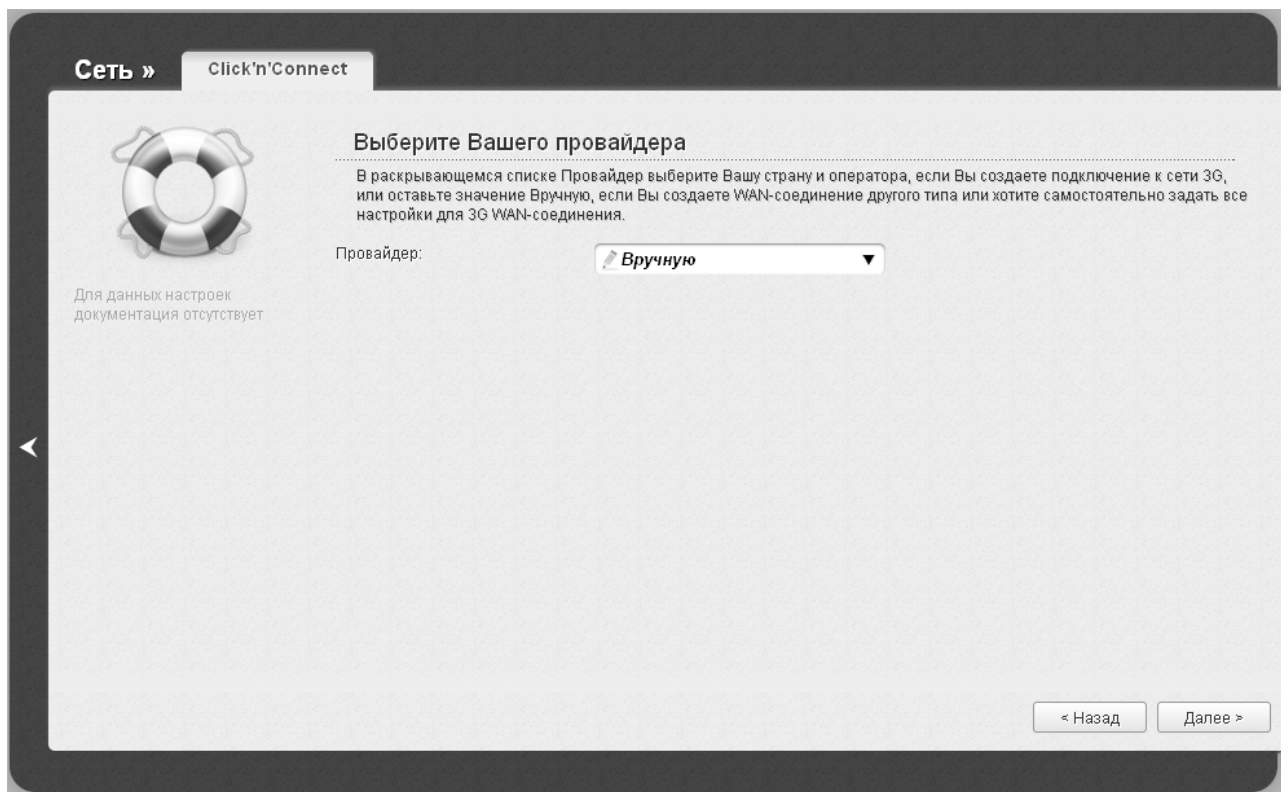 Сеть »
Click'n'Connect
Выберите Вашего провайдера
В раскрывающемся списке Провайдер выберите Вашу страну и оператора, если Вы создаете подключение к сети 3G,
или оставьте значение Вручную, если Вы создаете WAN-соединение другого типа или хотите самостоятельно задать все
настройки для 3G WAN-соединения.
Провайдер:
Вручную
Для данных настроек
документация отсутствует
< Назад
Далее >